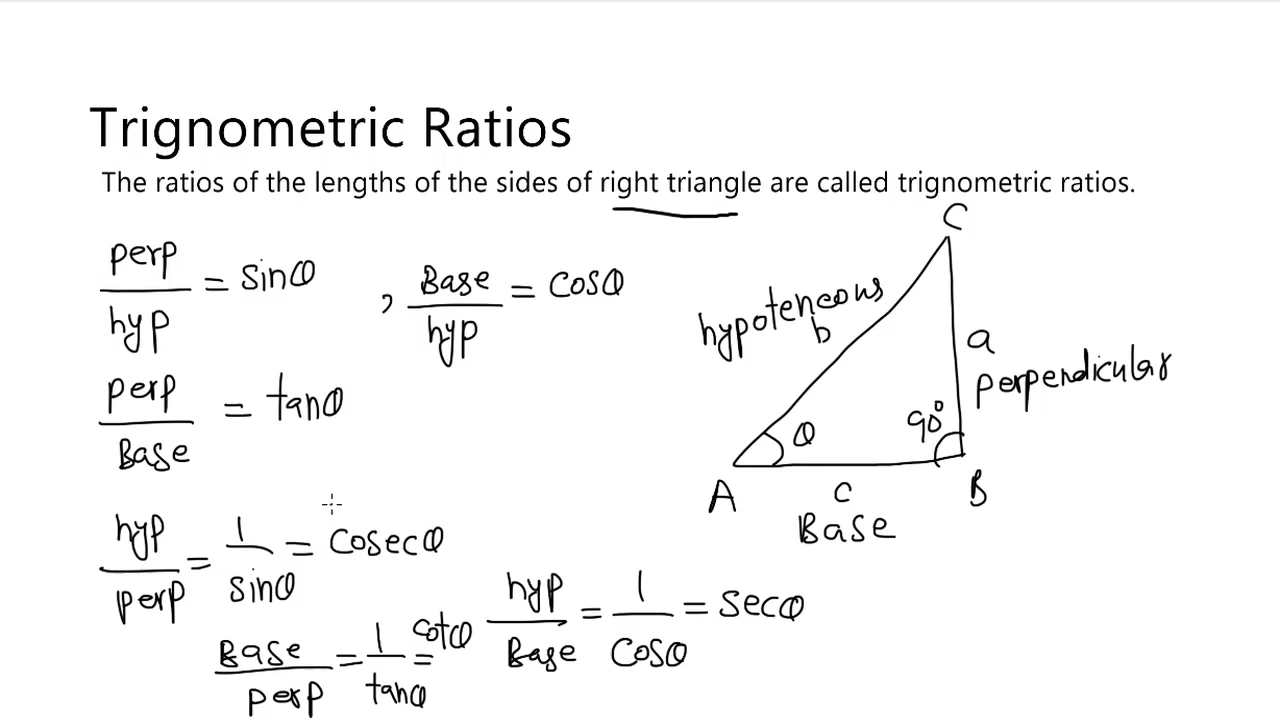 Trignometric Ratios
The ratios of the lengths of the sides of right triangle are called trignometric ratios.
perp/hyp = sinθ , Base/hyp = cosθ
perp/Base = tanθ
hyp/perp = 1/sinθ = cosecθ
hyp/Base = 1/cosθ = secθ
Base/perp = 1/tanθ = cotθ
C
hypoteneous
b
a
perpendicular
θ
90°
A
c
B
Base